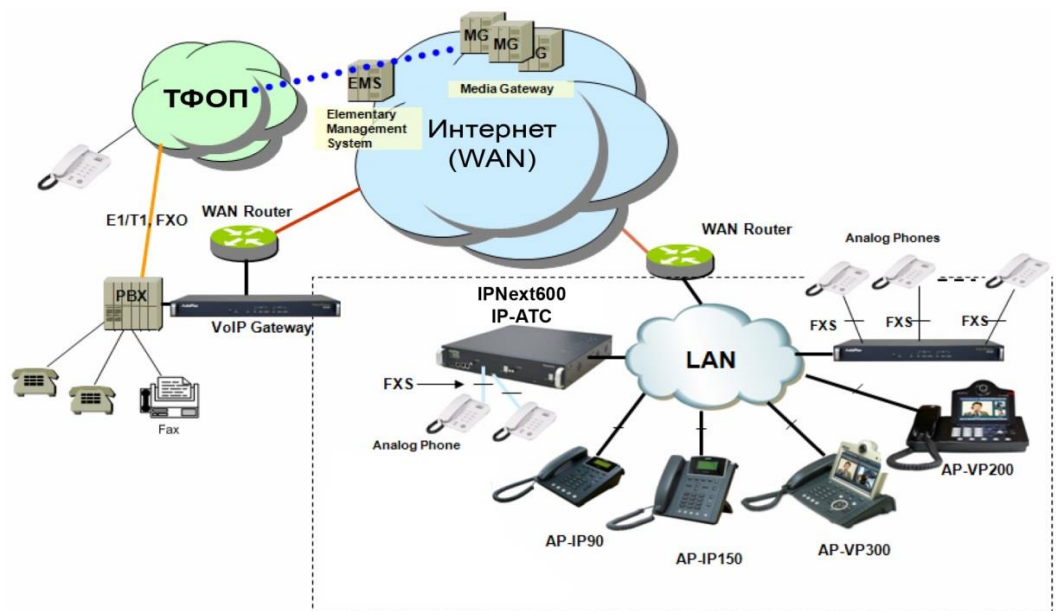 MG
MG
G
EMS
Media Gateway
ТФОП
Elementary
Management
System
Интернет
(WAN)
E1/T1, FXO
WAN Router
WAN Router
Analog Phones
PBX
VoIP Gateway
IPNext600
IP-ATC
FXS
FXS
FXS
LAN
FXS
Analog Phone
Fax
AP-VP200
AP-IP90
AP-IP150
AP-VP300